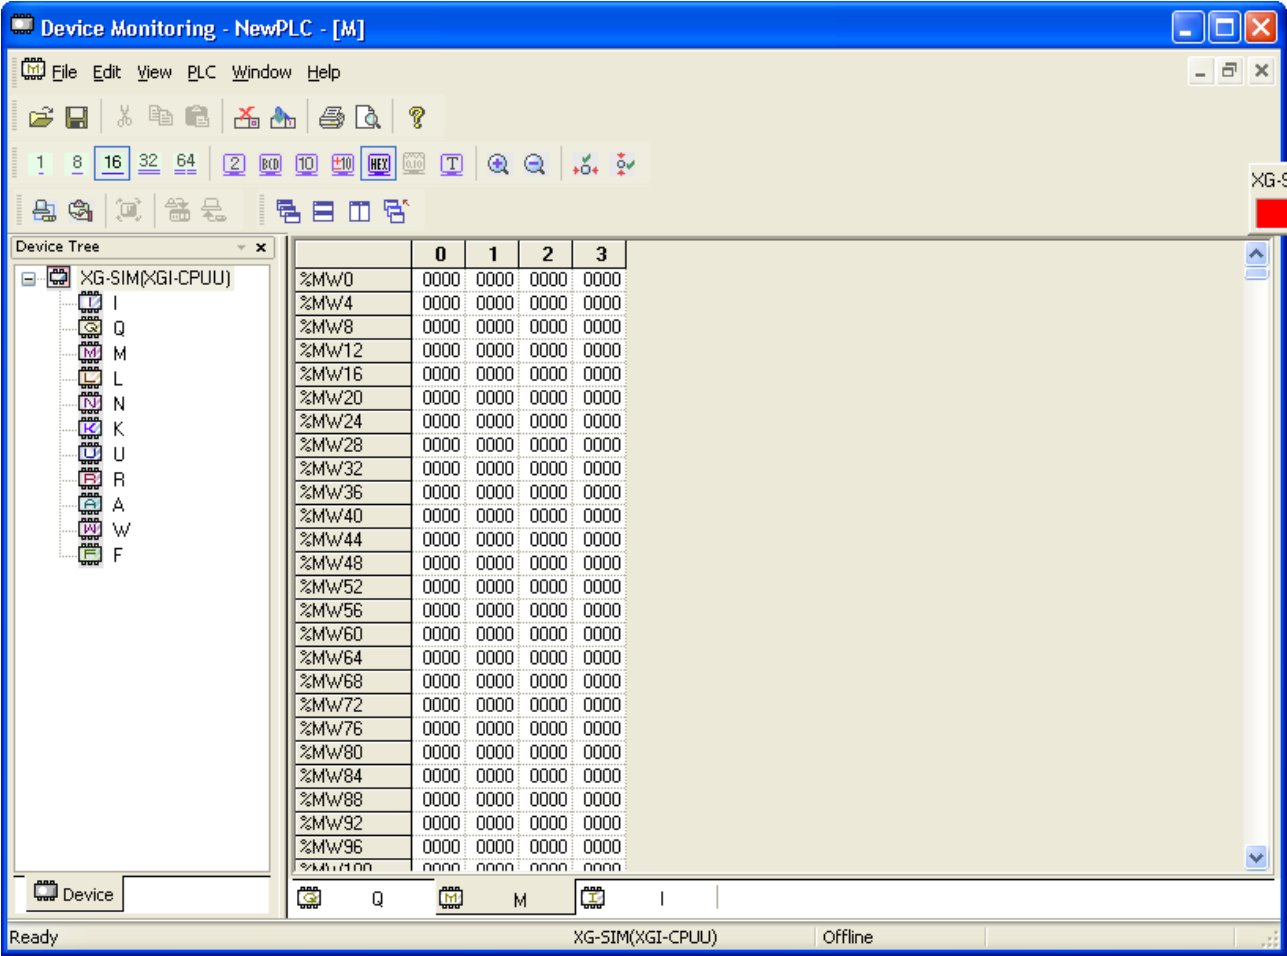 Device Monitoring - NewPLC - [M]
File Edit View PLC Window Help
1 8 16 32 64 2 BCD 10 ±10 HEX T
XG-S
Device Tree
XG-SIM(XGI-CPUU)
I
Q
M
L
N
K
U
R
A
W
F
0 1 2 3
%MW0 0000 0000 0000 0000
%MW4 0000 0000 0000 0000
%MW8 0000 0000 0000 0000
%MW12 0000 0000 0000 0000
%MW16 0000 0000 0000 0000
%MW20 0000 0000 0000 0000
%MW24 0000 0000 0000 0000
%MW28 0000 0000 0000 0000
%MW32 0000 0000 0000 0000
%MW36 0000 0000 0000 0000
%MW40 0000 0000 0000 0000
%MW44 0000 0000 0000 0000
%MW48 0000 0000 0000 0000
%MW52 0000 0000 0000 0000
%MW56 0000 0000 0000 0000
%MW60 0000 0000 0000 0000
%MW64 0000 0000 0000 0000
%MW68 0000 0000 0000 0000
%MW72 0000 0000 0000 0000
%MW76 0000 0000 0000 0000
%MW80 0000 0000 0000 0000
%MW84 0000 0000 0000 0000
%MW88 0000 0000 0000 0000
%MW92 0000 0000 0000 0000
%MW96 0000 0000 0000 0000
%MW100 0000 0000 0000 0000
Device
Q M I
Ready XG-SIM(XGI-CPUU) Offline